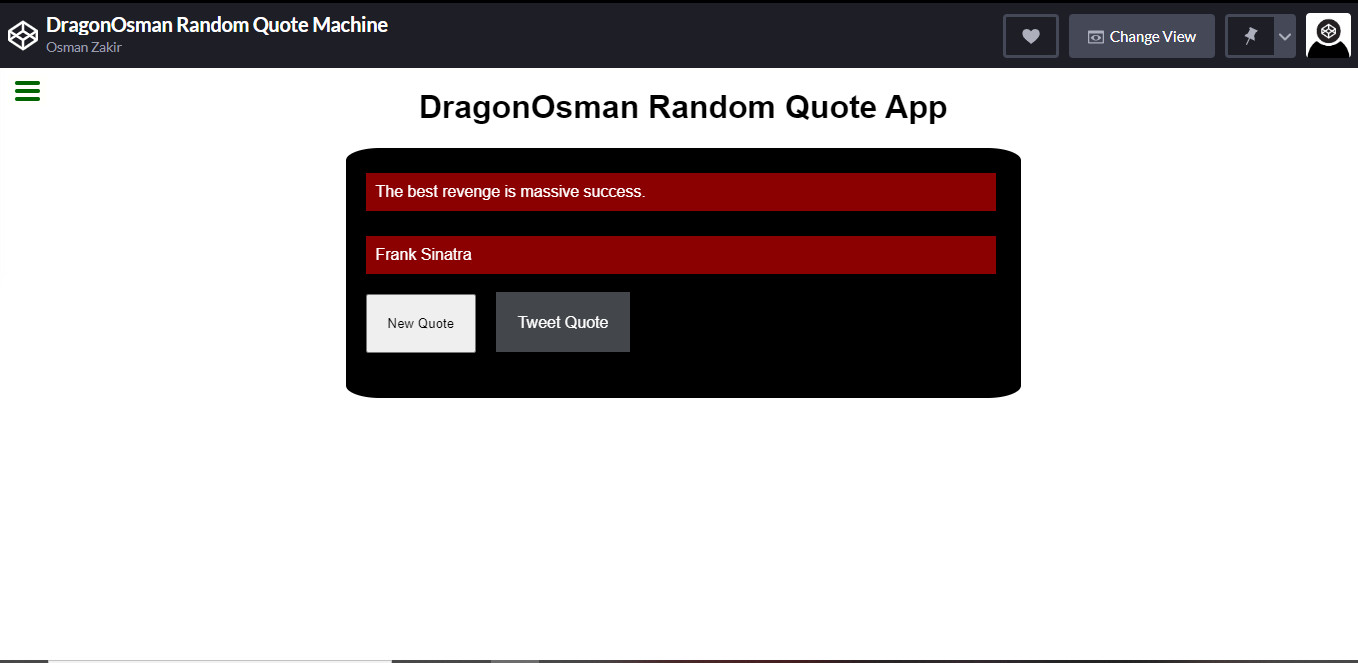 DragonOsman Random Quote Machine
Osman Zakir
Change View
DragonOsman Random Quote App
The best revenge is massive success.
Frank Sinatra
New Quote
Tweet Quote